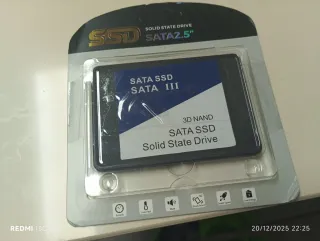 SSD
SOLID STATE DRIVE
SATA2.5"
SATA SSD
SATA III
3D NAND
SATA SSD
Solid State Drive
REDMI
20/12/2025 22:25